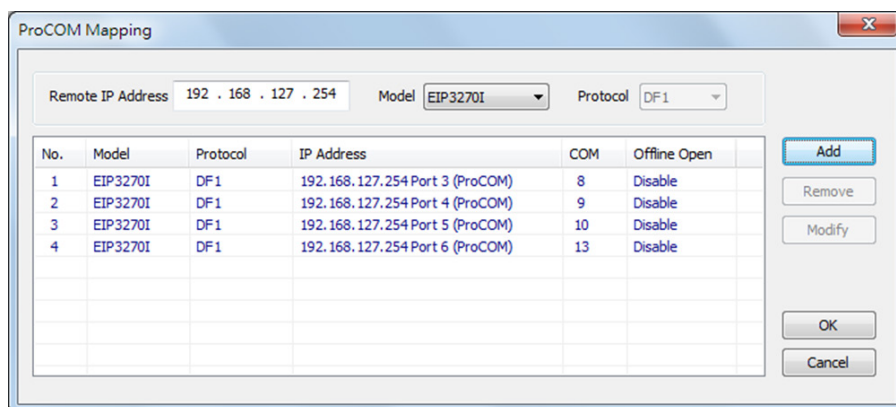 ProCOM Mapping
Remote IP Address 192 . 168 . 127 . 254 Model EIP3270I Protocol DF1
No. Model Protocol IP Address COM Offline Open
1 EIP3270I DF1 192.168.127.254 Port 3 (ProCOM) 8 Disable
2 EIP3270I DF1 192.168.127.254 Port 4 (ProCOM) 9 Disable
3 EIP3270I DF1 192.168.127.254 Port 5 (ProCOM) 10 Disable
4 EIP3270I DF1 192.168.127.254 Port 6 (ProCOM) 13 Disable
Add
Remove
Modify
OK
Cancel